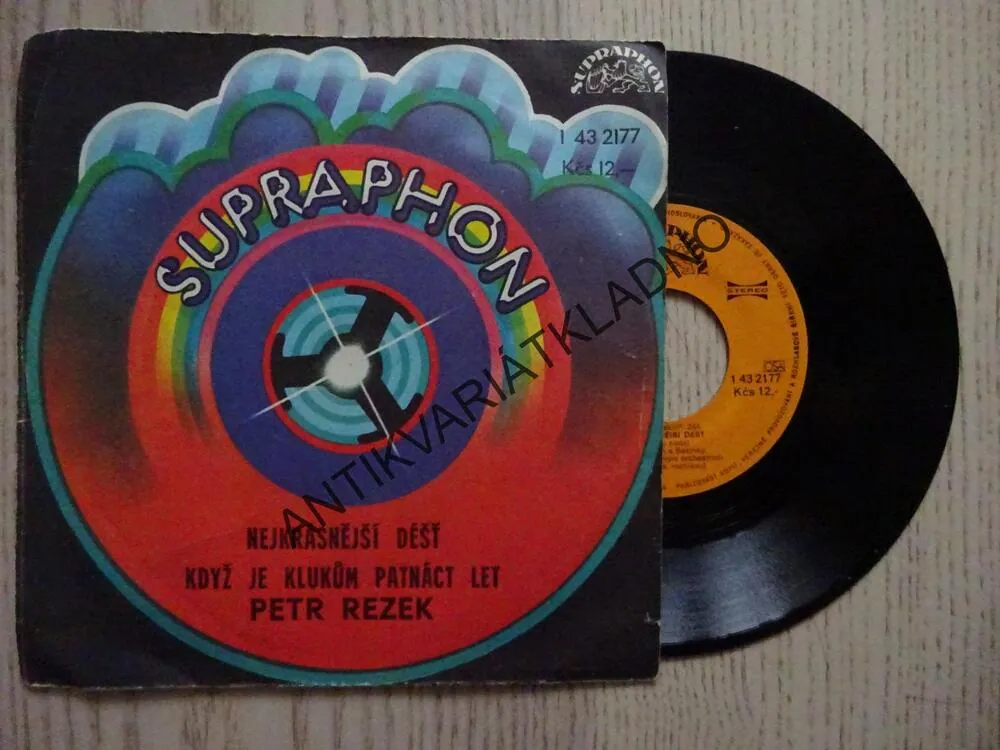 SUPRAPHON
1 43 2177
Kčs 12,—
SUPRAPHON
NEJKRÁSNĚJŠÍ DÉŠŤ
KDYŽ JE KLUKŮM PATNÁCT LET
PETR REZEK
ANTIKVARIÁTKLADNO
STEREO
OSA
1 43 2177
Kčs 12,-